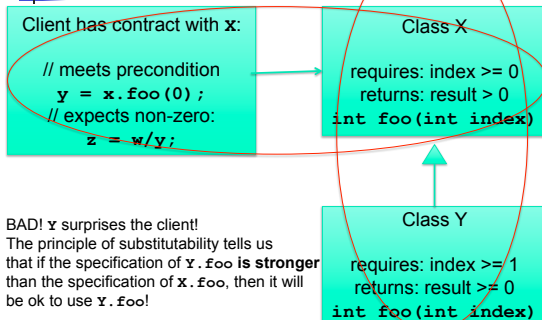 Client has contract with X:
// meets precondition
y = x.foo(0);
// expects non-zero:
z = w/y;
Class X
requires: index >= 0
returns: result > 0
int foo(int index)
BAD! Y surprises the client!
The principle of substitutability tells us
that if the specification of Y.foo is stronger
than the specification of X.foo, then it will
be ok to use Y.foo!
Class Y
requires: index >= 1
returns: result >= 0
int foo(int index)